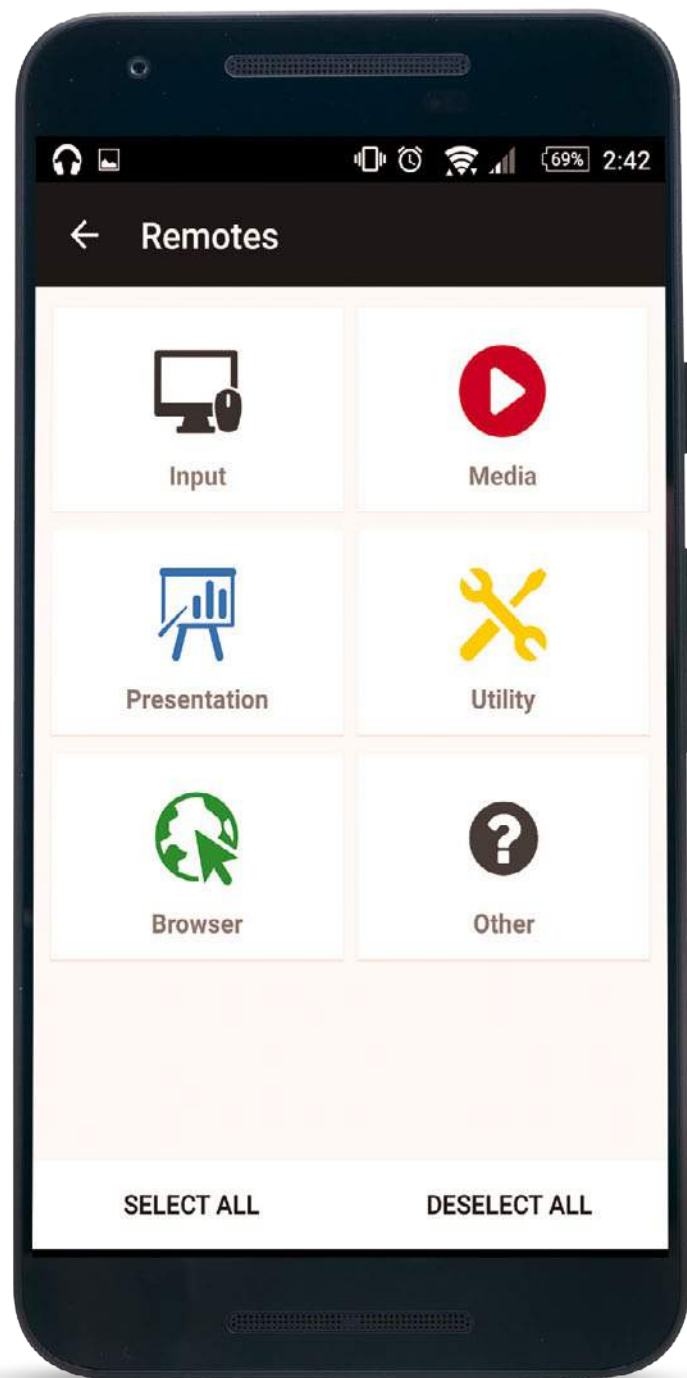 69% 2:42
Remotes
Input Media
Presentation Utility
Browser Other
SELECT ALL DESELECT ALL